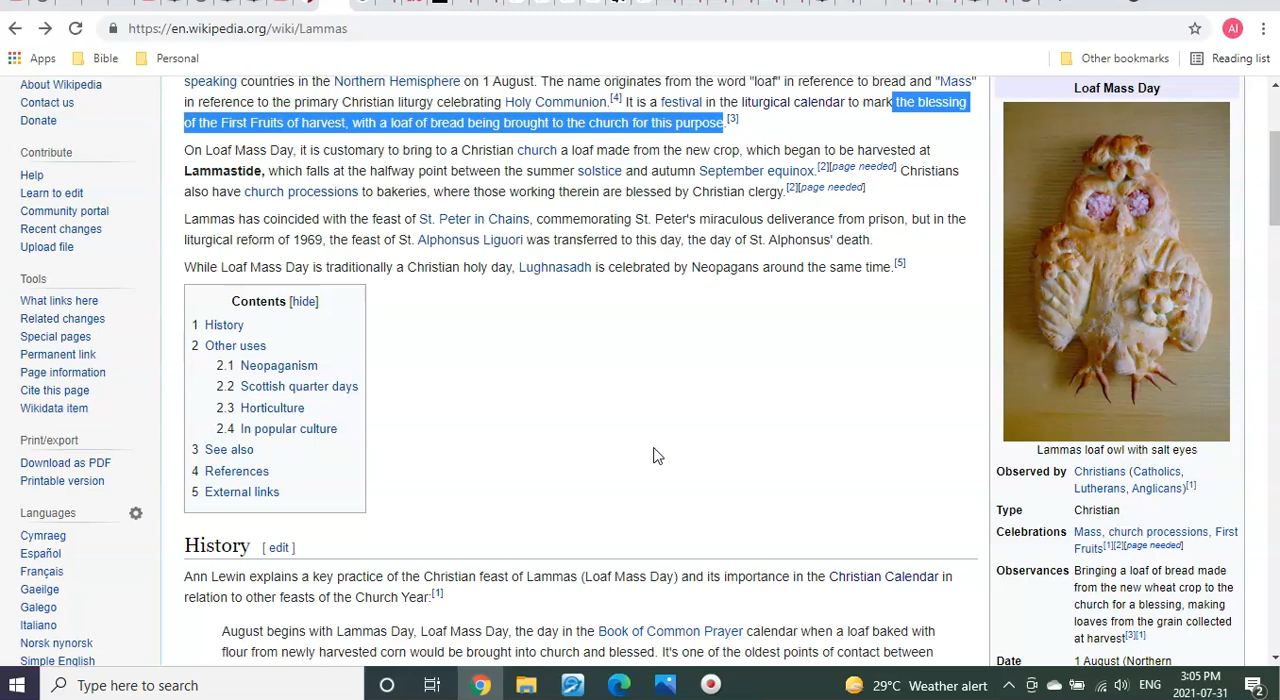 https://en.wikipedia.org/wiki/Lammas
AI
Apps
Bible
Personal
Other bookmarks
Reading list
About Wikipedia
Contact us
Donate
Contribute
Help
Learn to edit
Community portal
Recent changes
Upload file
Tools
What links here
Related changes
Special pages
Permanent link
Page information
Cite this page
Wikidata item
Print/export
Download as PDF
Printable version
Languages
Cymraeg
Español
Français
Gaeilge
Galego
Italiano
Norsk nynorsk
Simple English
speaking countries in the Northern Hemisphere on 1 August. The name originates from the word "loaf" in reference to bread and "Mass"
in reference to the primary Christian liturgy celebrating Holy Communion.[4] It is a festival in the liturgical calendar to mark the blessing
of the First Fruits of harvest, with a loaf of bread being brought to the church for this purpose.[3]
On Loaf Mass Day, it is customary to bring to a Christian church a loaf made from the new crop, which began to be harvested at
Lammastide, which falls at the halfway point between the summer solstice and autumn September equinox.[2][page needed] Christians
also have church processions to bakeries, where those working therein are blessed by Christian clergy.[2][page needed]
Lammas has coincided with the feast of St. Peter in Chains, commemorating St. Peter's miraculous deliverance from prison, but in the
liturgical reform of 1969, the feast of St. Alphonsus Liguori was transferred to this day, the day of St. Alphonsus' death.
While Loaf Mass Day is traditionally a Christian holy day, Lughnasadh is celebrated by Neopagans around the same time.[5]
Contents [hide]
1 History
2 Other uses
2.1 Neopaganism
2.2 Scottish quarter days
2.3 Horticulture
2.4 In popular culture
3 See also
4 References
5 External links
History [ edit ]
Ann Lewin explains a key practice of the Christian feast of Lammas (Loaf Mass Day) and its importance in the Christian Calendar in
relation to other feasts of the Church Year:[1]
August begins with Lammas Day, Loaf Mass Day, the day in the Book of Common Prayer calendar when a loaf baked with
flour from newly harvested corn would be brought into church and blessed. It's one of the oldest points of contact between
Loaf Mass Day
Lammas loaf owl with salt eyes
Observed by Christians (Catholics,
Lutherans, Anglicans)[1]
Type Christian
Celebrations Mass, church processions, First
Fruits[1][2][page needed]
Observances Bringing a loaf of bread made
from the new wheat crop to the
church for a blessing, making
loaves from the grain collected
at harvest[3][1]
Date 1 August (Northern
Type here to search
29°C Weather alert
ENG
3:05 PM
2021-07-31
2